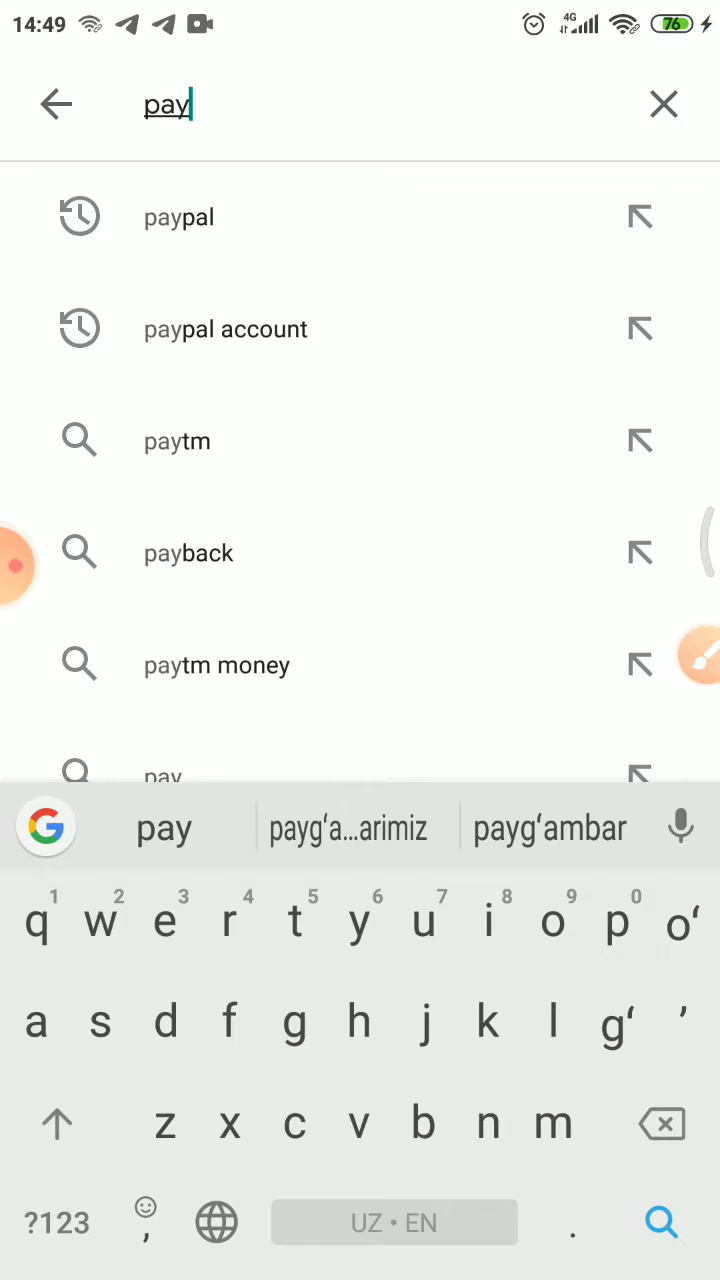 14:49 4G 76
pay
paypal
paypal account
paytm
payback
paytm money
pay
pay payg‘a...arimiz payg‘ambar
1 2 3 4 5 6 7 8 9 0
q w e r t y u i o p o‘
a s d f g h j k l g‘ ’
z x c v b n m
?123 , UZ • EN .